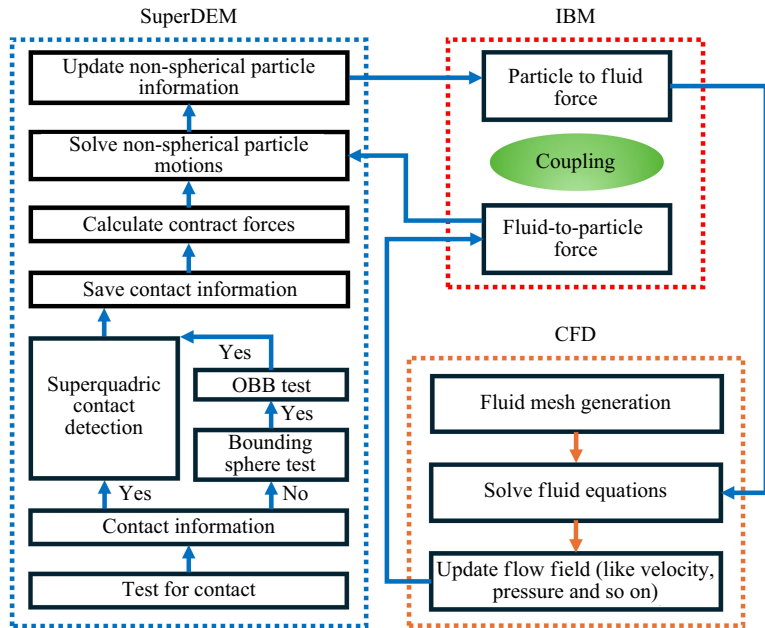 SuperDEM
Update non-spherical particle
information
Solve non-spherical particle
motions
Calculate contract forces
Save contact information
Superquadric
contact
detection
Yes
OBB test
Yes
Bounding
sphere test
Yes
No
Contact information
Test for contact
IBM
Particle to fluid
force
Coupling
Fluid-to-particle
force
CFD
Fluid mesh generation
Solve fluid equations
Update flow field (like velocity,
pressure and so on)